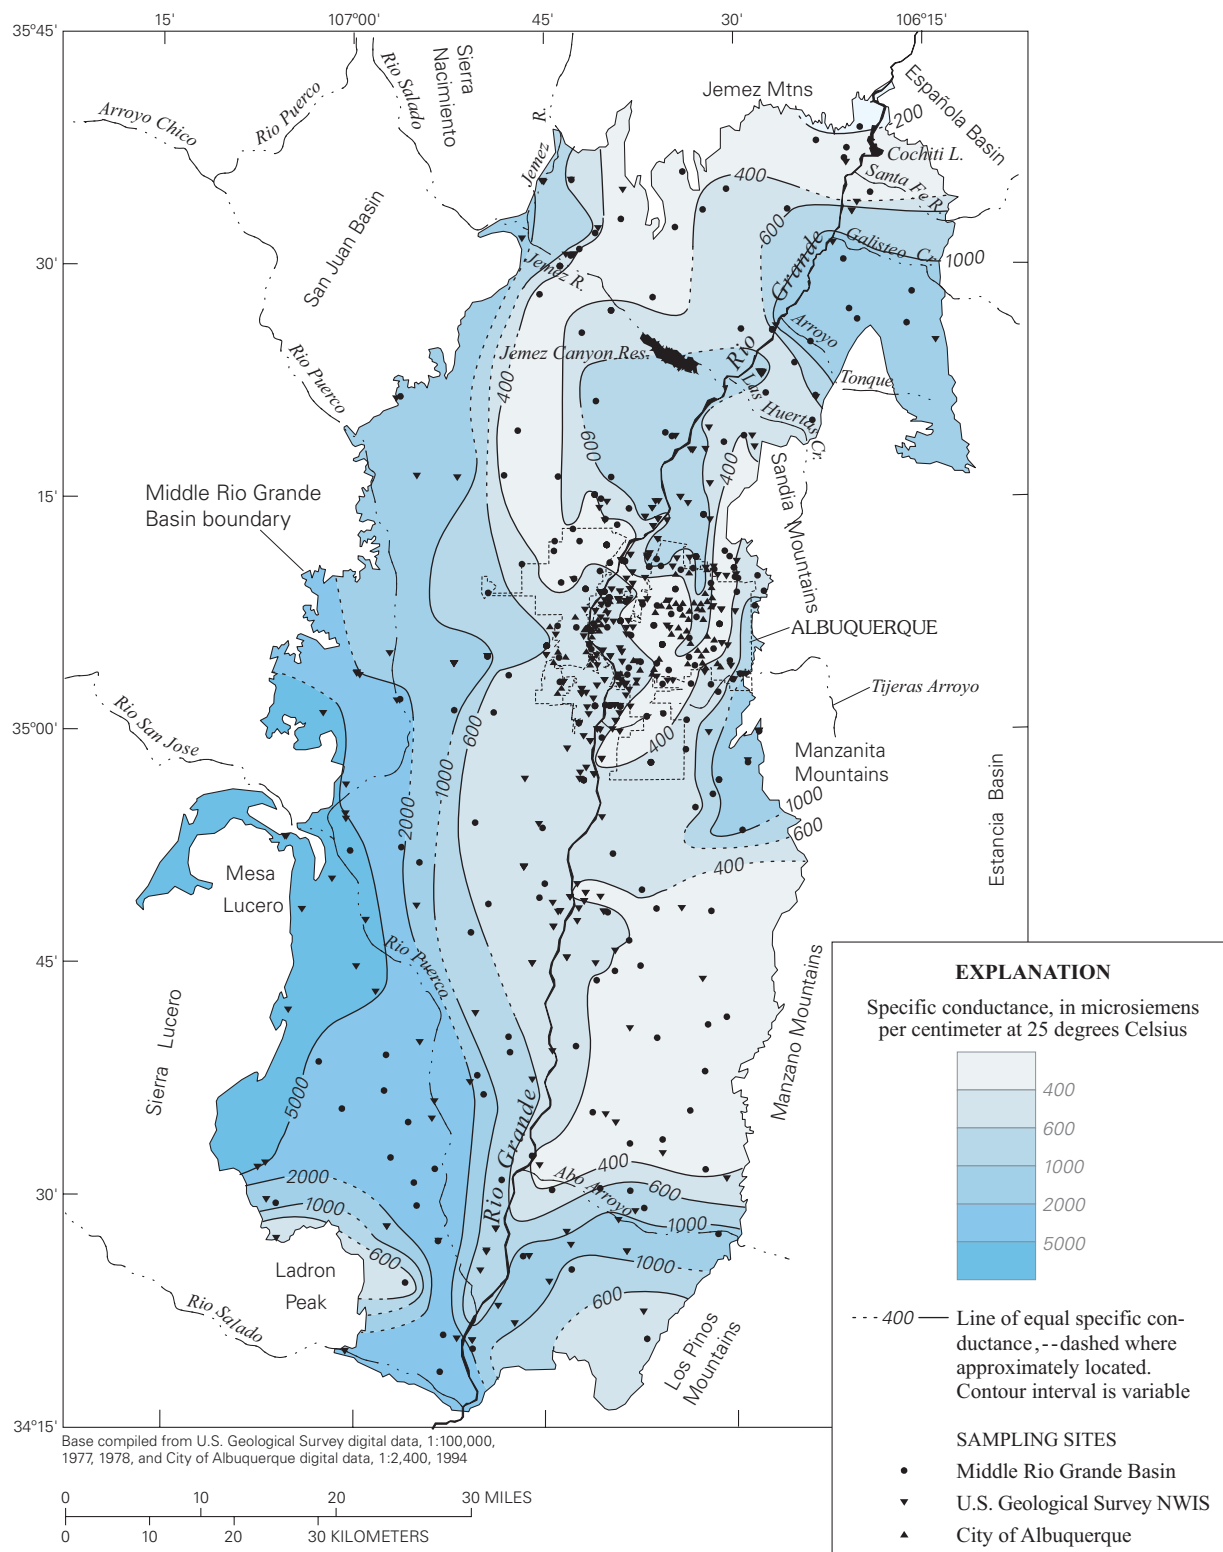 35°45'
15'
107°00'
45'
30'
106°15'
Sierra
Nacimiento
Rio Salado
Rio Puerco
Arroyo Chico
Jemez
R.
Jemez Mtns
200
Española Basin
Cochiti L.
Santa Fe R.
400
600
Galisteo Cr.
1000
San Juan Basin
30'
Jemez R.
Rio Grande
Arroyo
Tonque
Jemez Canyon Res.
Las Huertas Cr.
Rio Puerco
400
600
400
Sandia Mountains
15'
Middle Rio Grande
Basin boundary
ALBUQUERQUE
Tijeras Arroyo
Rio San Jose
35°00'
600
400
Manzanita
Mountains
1000
2000
1000
600
400
Estancia Basin
Mesa
Lucero
Rio Puerco
45'
Sierra Lucero
Manzano Mountains
5000
Rio Grande
400
600
1000
Abo Arroyo
2000
1000
600
30'
1000
600
Ladron
Peak
Rio Salado
Los Pinos
Mountains
34°15'
Base compiled from U.S. Geological Survey digital data, 1:100,000,
1977, 1978, and City of Albuquerque digital data, 1:2,400, 1994
0 10 20 30 MILES
0 10 20 30 KILOMETERS
EXPLANATION
Specific conductance, in microsiemens
per centimeter at 25 degrees Celsius
400
600
1000
2000
5000
400 Line of equal specific con-
ductance,--dashed where
approximately located.
Contour interval is variable
SAMPLING SITES
Middle Rio Grande Basin
U.S. Geological Survey NWIS
City of Albuquerque